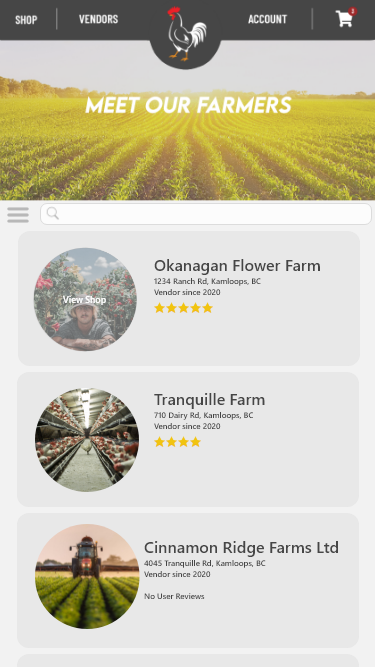 SHOP
VENDORS
ACCOUNT
MEET OUR FARMERS
View Shop
Okanagan Flower Farm
1234 Ranch Rd, Kamloops, BC
Vendor since 2020
Tranquille Farm
710 Dairy Rd, Kamloops, BC
Vendor since 2020
Cinnamon Ridge Farms Ltd
4045 Tranquille Rd, Kamloops, BC
Vendor since 2020
No User Reviews